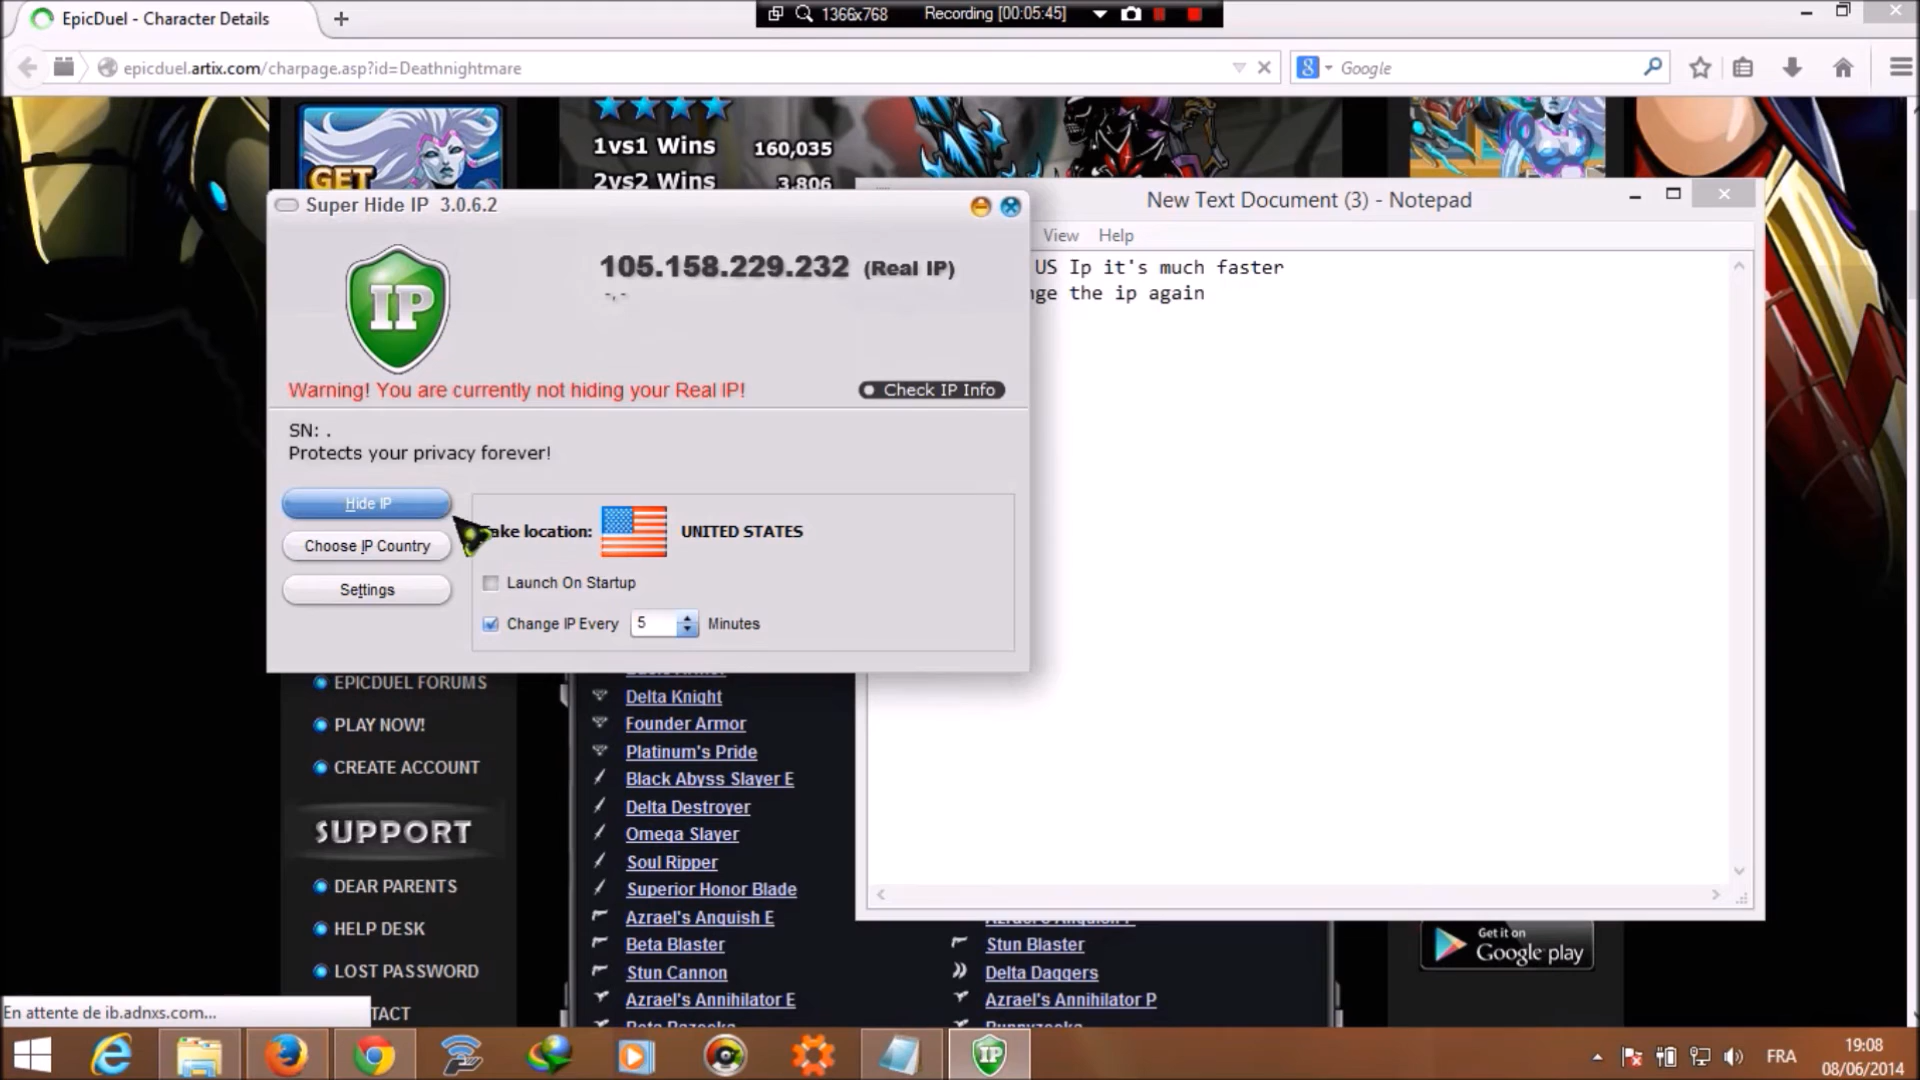 EpicDuel - Character Details
+
1366x768
Recording [00:05:45]
epicduel.artix.com/charpage.asp?id=Deathnightmare
8
Google
GET
1vs1 Wins 160,035
2vs2 Wins 3,806
Super Hide IP 3.0.6.2
IP
105.158.229.232 (Real IP)
-,-
Warning! You are currently not hiding your Real IP!
Check IP Info
SN: .
Protects your privacy forever!
Hide IP
Choose IP Country
Settings
ake location:
UNITED STATES
Launch On Startup
Change IP Every 5 Minutes
New Text Document (3) - Notepad
View Help
US Ip it's much faster
the ip again
EPICDUEL FORUMS
PLAY NOW!
CREATE ACCOUNT
SUPPORT
DEAR PARENTS
HELP DESK
LOST PASSWORD
TACT
Delta Knight
Founder Armor
Platinum's Pride
Black Abyss Slayer E
Delta Destroyer
Omega Slayer
Soul Ripper
Superior Honor Blade
Azrael's Anquish E
Beta Blaster
Stun Cannon
Azrael's Annihilator E
Stun Blaster
Delta Daggers
Azrael's Annihilator P
Get it on
Google play
En attente de ib.adnxs.com...
IP
FRA
19:08
08/06/2014